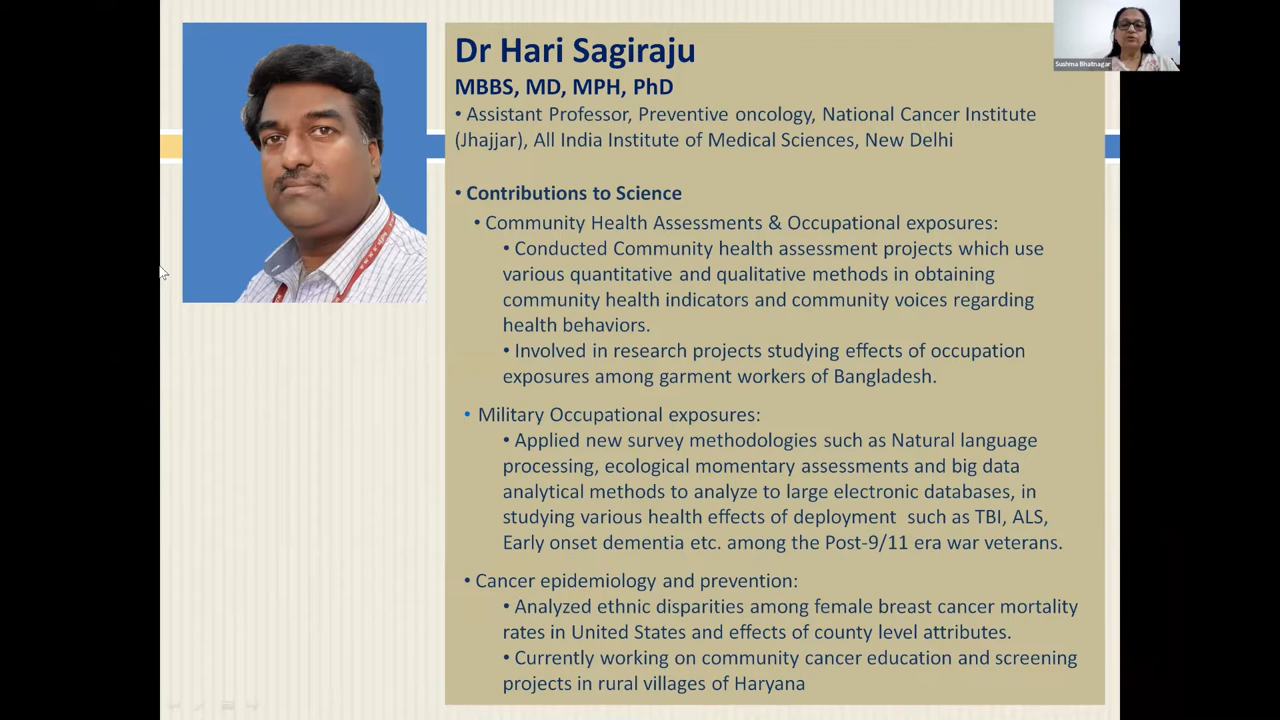 Dr Hari Sagiraju
MBBS, MD, MPH, PhD
• Assistant Professor, Preventive oncology, National Cancer Institute
(Jhajjar), All India Institute of Medical Sciences, New Delhi
• Contributions to Science
• Community Health Assessments & Occupational exposures:
• Conducted Community health assessment projects which use
various quantitative and qualitative methods in obtaining
community health indicators and community voices regarding
health behaviors.
• Involved in research projects studying effects of occupation
exposures among garment workers of Bangladesh.
• Military Occupational exposures:
• Applied new survey methodologies such as Natural language
processing, ecological momentary assessments and big data
analytical methods to analyze to large electronic databases, in
studying various health effects of deployment such as TBI, ALS,
Early onset dementia etc. among the Post-9/11 era war veterans.
• Cancer epidemiology and prevention:
• Analyzed ethnic disparities among female breast cancer mortality
rates in United States and effects of county level attributes.
• Currently working on community cancer education and screening
projects in rural villages of Haryana
Sushma Bhatnagar